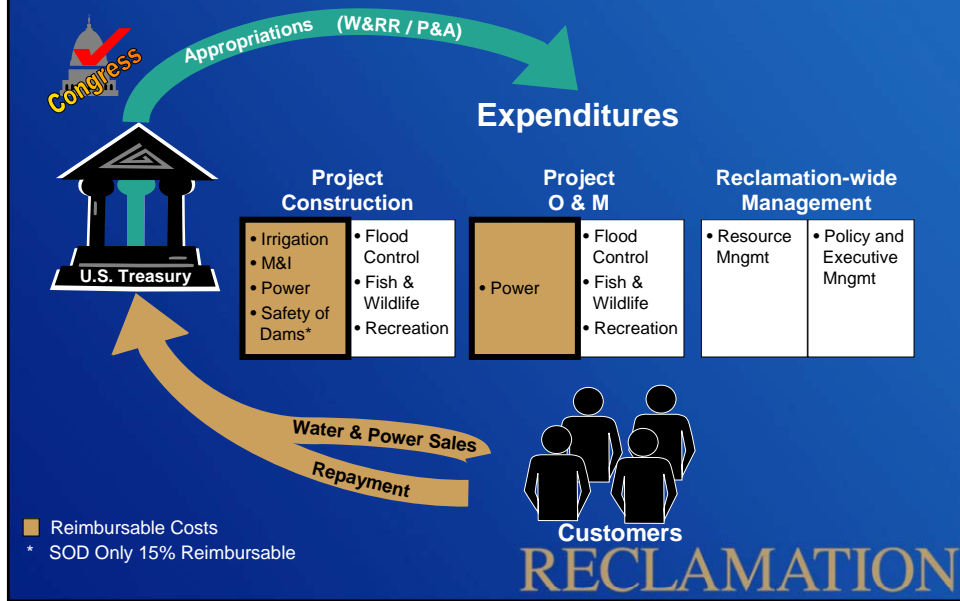 Appropriations (W&RR / P&A)
Congress
Expenditures
U.S. Treasury
Project
Construction
• Irrigation
• M&I
• Power
• Safety of
Dams*
• Flood
Control
• Fish &
Wildlife
• Recreation
Project
O & M
• Power
• Flood
Control
• Fish &
Wildlife
• Recreation
Reclamation-wide
Management
• Resource
Mngmt
• Policy and
Executive
Mngmt
Water & Power Sales
Repayment
Customers
Reimbursable Costs
* SOD Only 15% Reimbursable
RECLAMATION